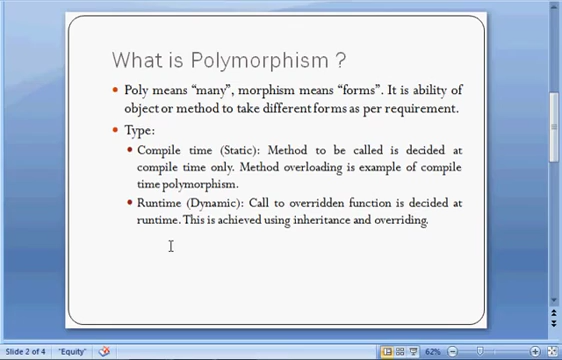 What is Polymorphism ?
• Poly means “many”, morphism means “forms”. It is ability of
object or method to take different forms as per requirement.
• Type:
• Compile time (Static): Method to be called is decided at
compile time only. Method overloading is example of compile
time polymorphism.
• Runtime (Dynamic): Call to overridden function is decided at
runtime. This is achieved using inheritance and overriding.
Slide 2 of 4 "Equity" 62%